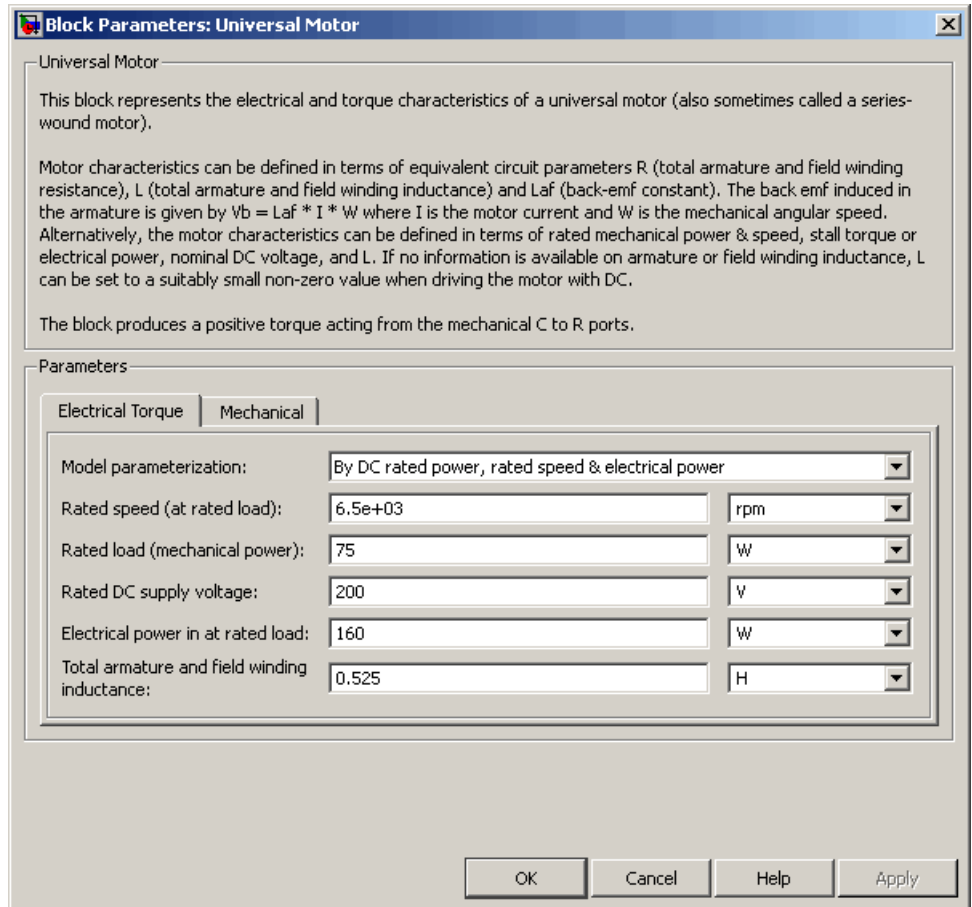 Block Parameters: Universal Motor
Universal Motor
This block represents the electrical and torque characteristics of a universal motor (also sometimes called a series-
wound motor).
Motor characteristics can be defined in terms of equivalent circuit parameters R (total armature and field winding
resistance), L (total armature and field winding inductance) and Laf (back-emf constant). The back emf induced in
the armature is given by Vb = Laf * I * W where I is the motor current and W is the mechanical angular speed.
Alternatively, the motor characteristics can be defined in terms of rated mechanical power & speed, stall torque or
electrical power, nominal DC voltage, and L. If no information is available on armature or field winding inductance, L
can be set to a suitably small non-zero value when driving the motor with DC.
The block produces a positive torque acting from the mechanical C to R ports.
Parameters
Electrical Torque Mechanical
Model parameterization: By DC rated power, rated speed & electrical power
Rated speed (at rated load): 6.5e+03 rpm
Rated load (mechanical power): 75 W
Rated DC supply voltage: 200 V
Electrical power in at rated load: 160 W
Total armature and field winding
inductance: 0.525 H
OK Cancel Help Apply